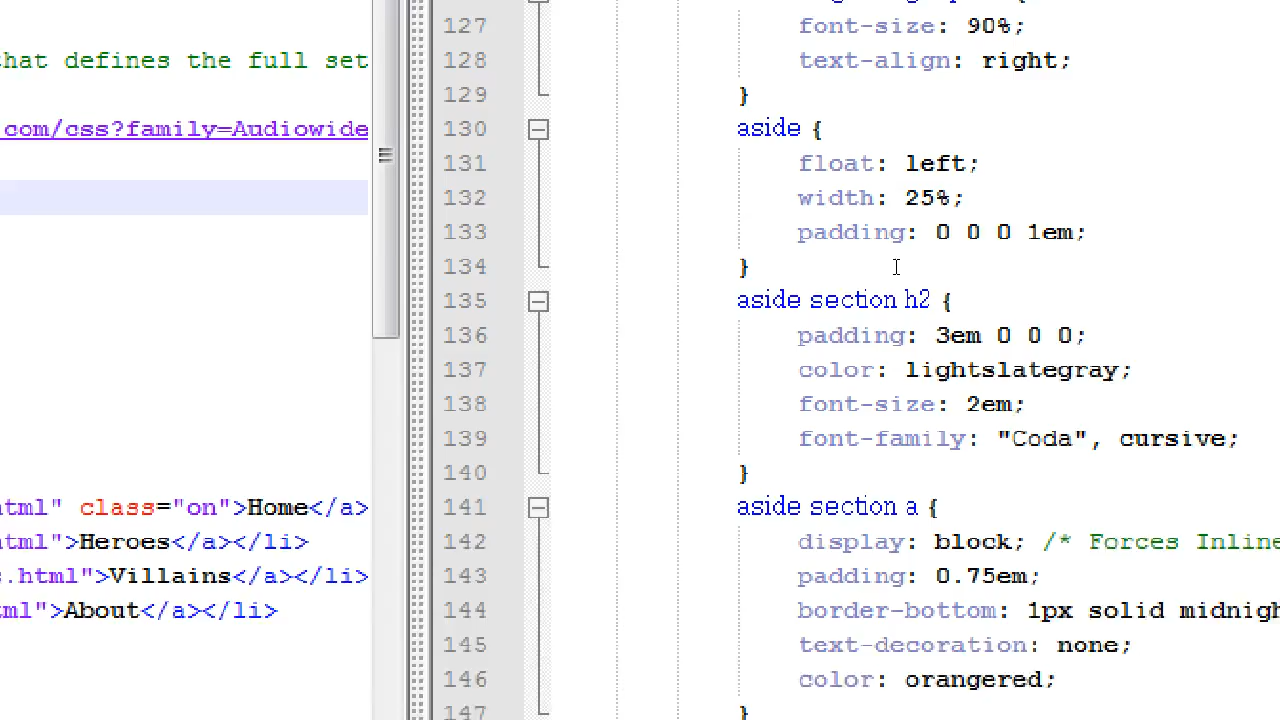 that defines the full set
.com/css?family=Audiowide
html" class="on">Home</a>
html">Heroes</a></li>
s.html">Villains</a></li>
html">About</a></li>
127 font-size: 90%;
128 text-align: right;
129 }
130 aside {
131 float: left;
132 width: 25%;
133 padding: 0 0 0 1em;
134 }
135 aside section h2 {
136 padding: 3em 0 0 0;
137 color: lightslategray;
138 font-size: 2em;
139 font-family: "Coda", cursive;
140 }
141 aside section a {
142 display: block; /* Forces Inline
143 padding: 0.75em;
144 border-bottom: 1px solid midnigh
145 text-decoration: none;
146 color: orangered;
147 }